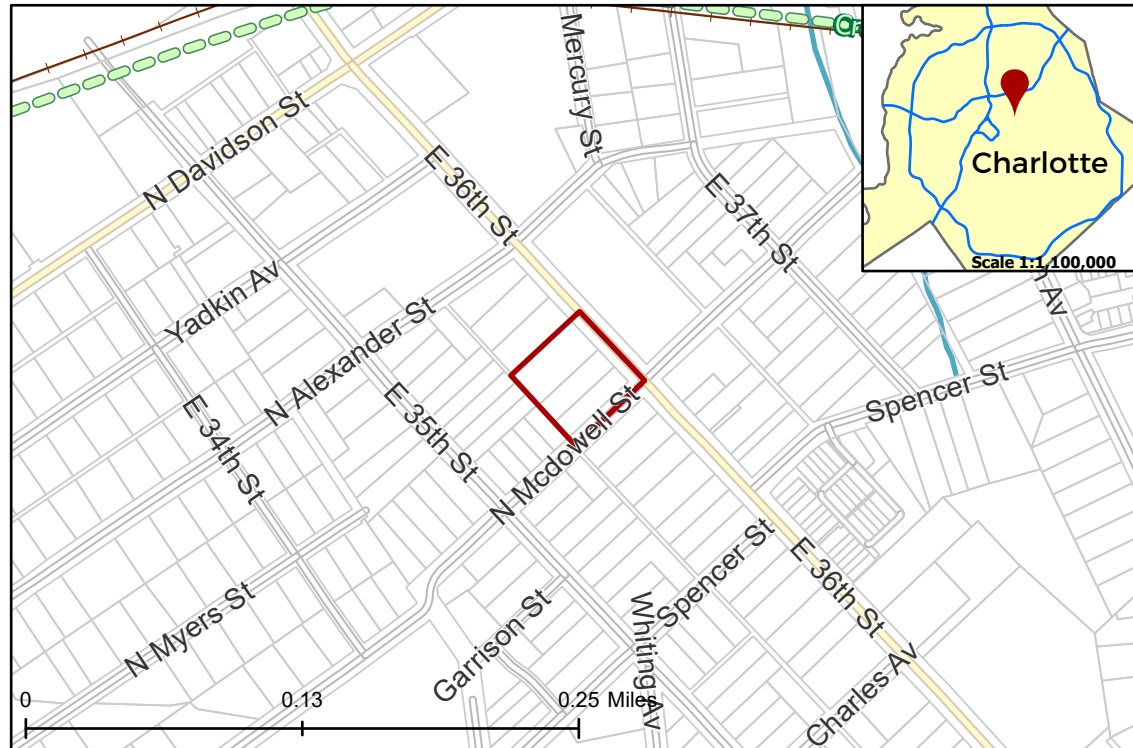 Mercury St
N Davidson St
E 36th St
E 37th St
Charlotte
Scale 1:1,100,000
Av
Yadkin Av
N Alexander St
E 35th St
E 34th St
N Mcdowell St
Spencer St
Spencer St
E 36th St
N Myers St
Garrison St
Whiting Av
Charles Av
0
0.13
0.25 Miles